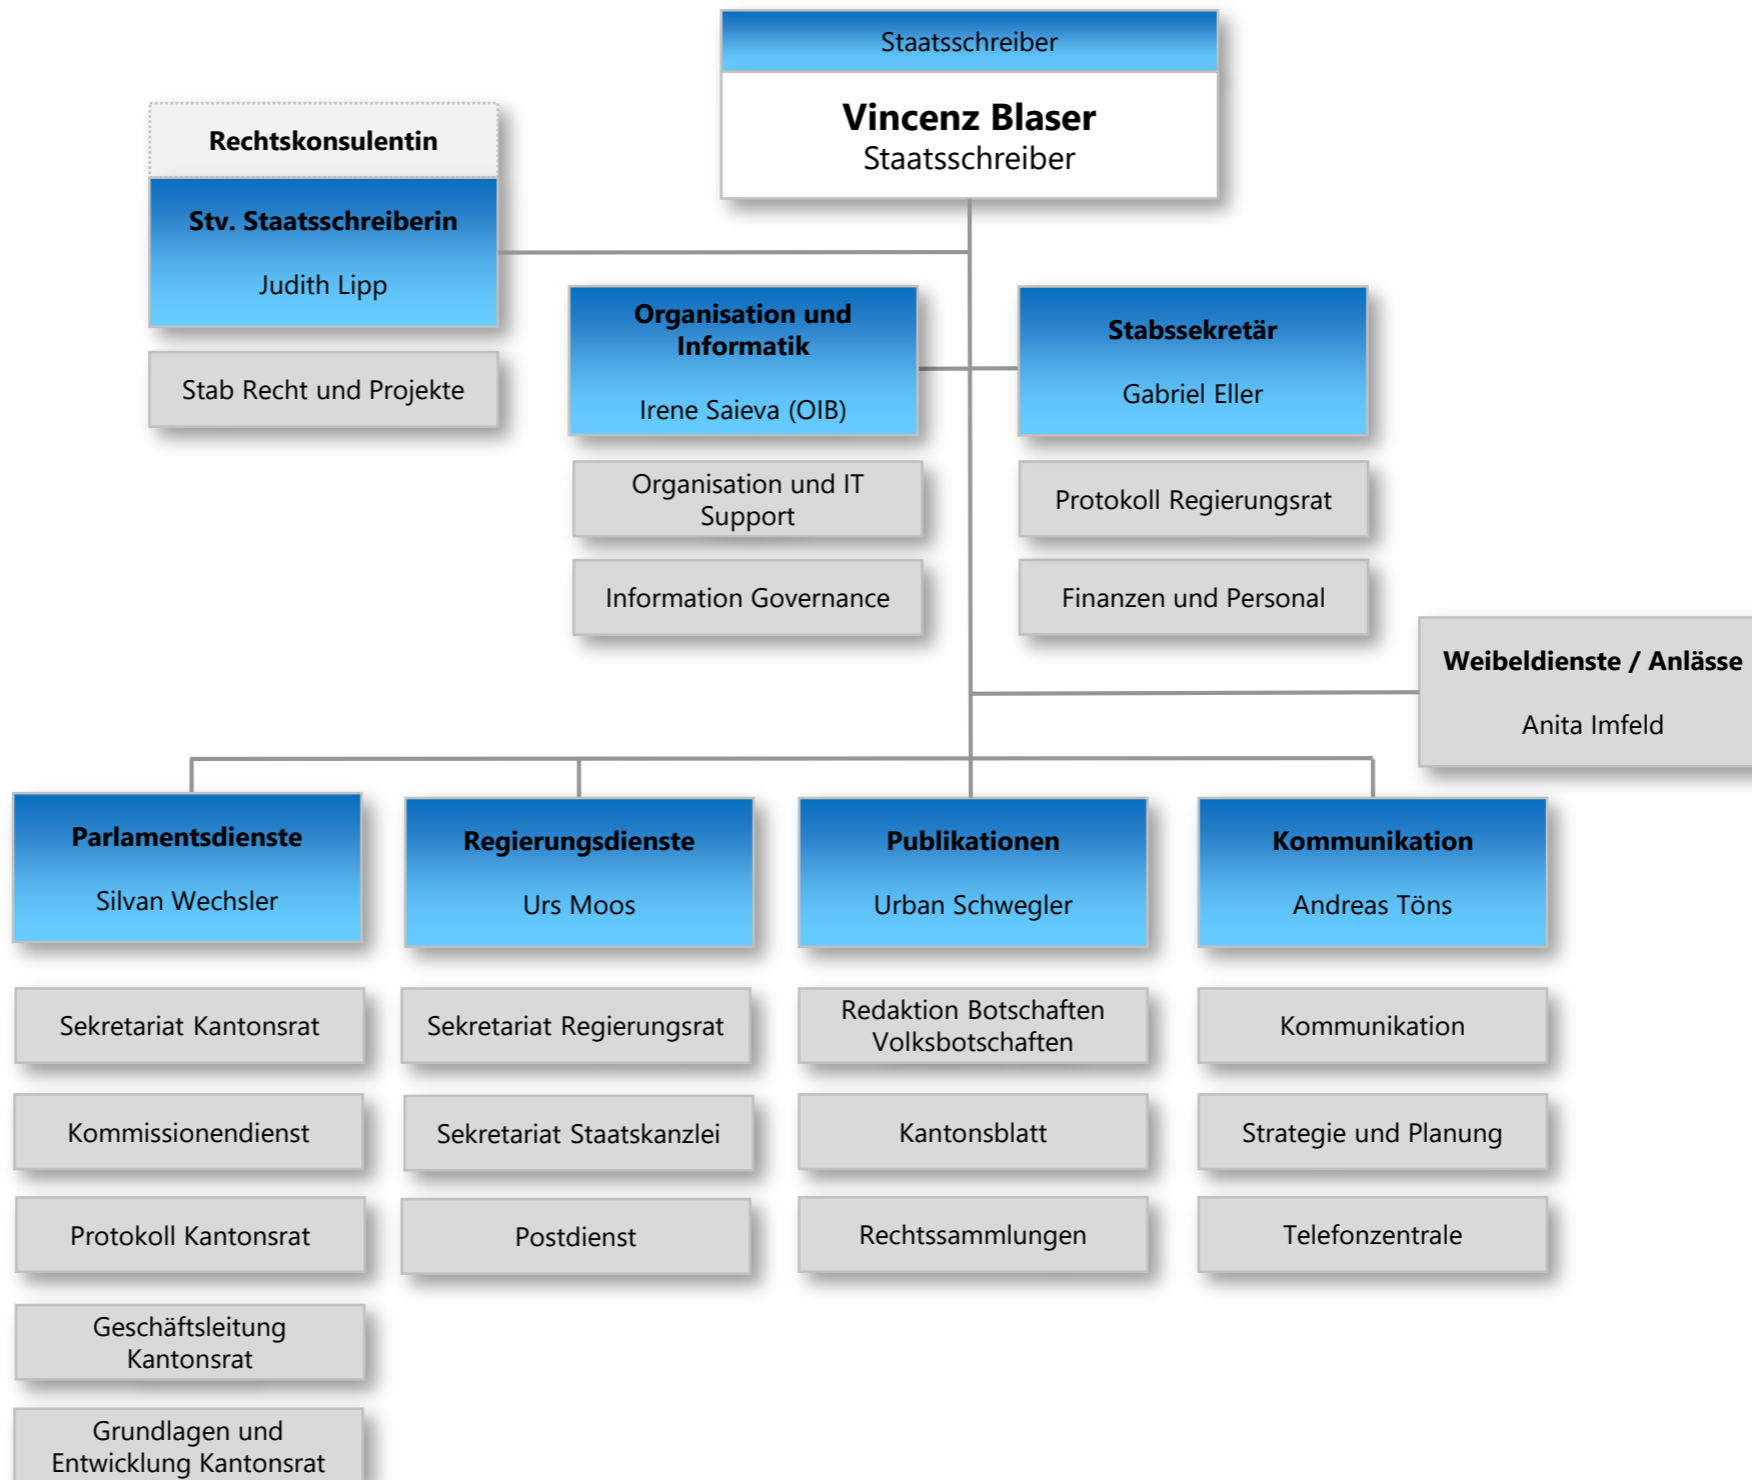 Staatsschreiber
Vincenz Blaser
Staatsschreiber
Rechtskonsulentin
Stv. Staatsschreiberin
Judith Lipp
Stab Recht und Projekte
Organisation und
Informatik
Irene Saieva (OIB)
Organisation und IT
Support
Information Governance
Stabssekretär
Gabriel Eller
Protokoll Regierungsrat
Finanzen und Personal
Weibeldienste / Anlässe
Anita Imfeld
Parlamentsdienste
Silvan Wechsler
Sekretariat Kantonsrat
Kommissionendienst
Protokoll Kantonsrat
Geschäftsleitung
Kantonsrat
Grundlagen und
Entwicklung Kantonsrat
Regierungsdienste
Urs Moos
Sekretariat Regierungsrat
Sekretariat Staatskanzlei
Postdienst
Publikationen
Urban Schwegler
Redaktion Botschaften
Volksbotschaften
Kantonsblatt
Rechtssammlungen
Kommunikation
Andreas Töns
Kommunikation
Strategie und Planung
Telefonzentrale